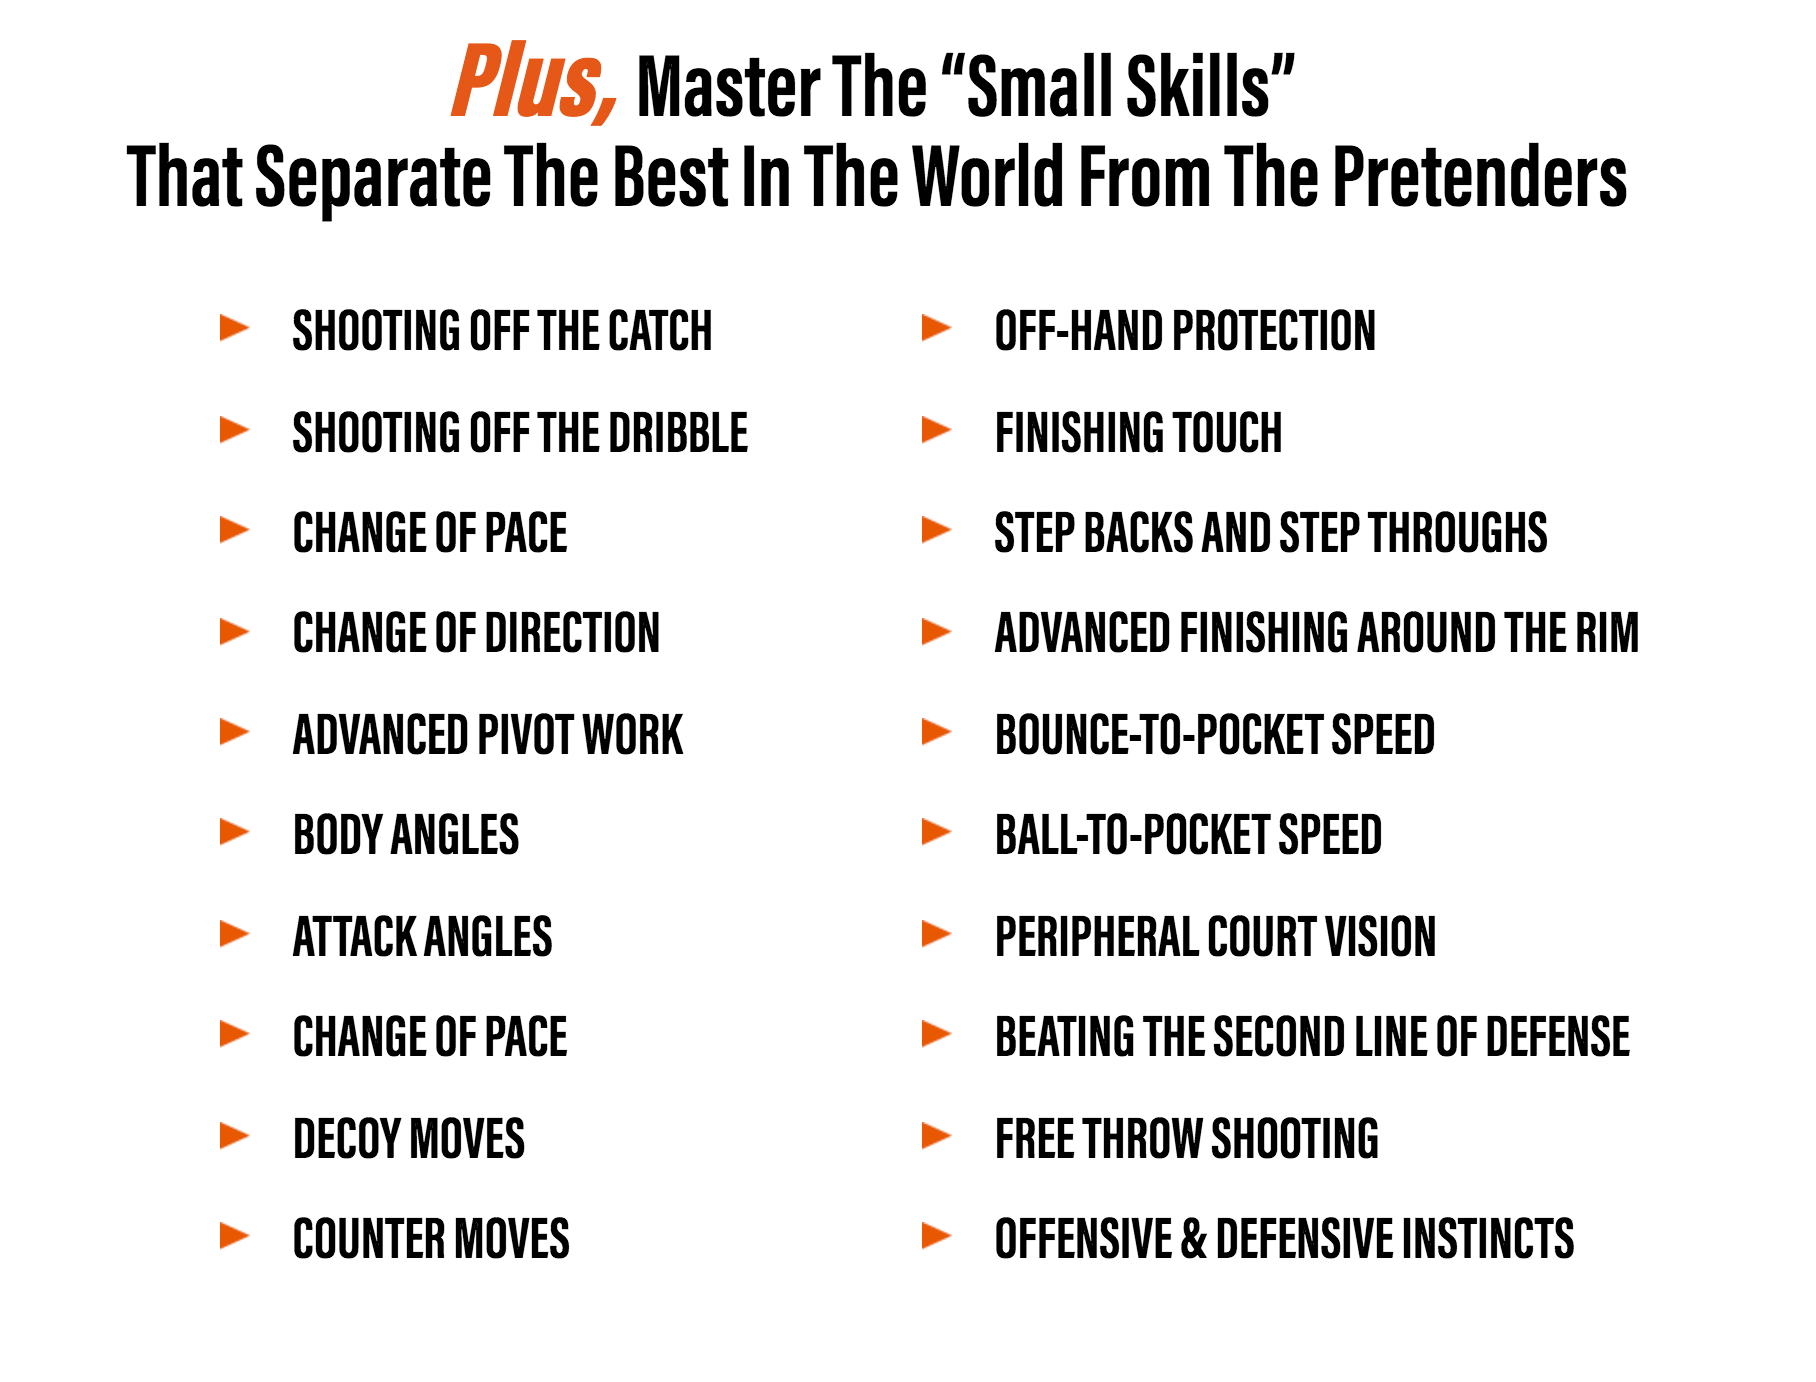 Plus, Master The “Small Skills”
That Separate The Best In The World From The Pretenders
SHOOTING OFF THE CATCH
SHOOTING OFF THE DRIBBLE
CHANGE OF PACE
CHANGE OF DIRECTION
ADVANCED PIVOT WORK
BODY ANGLES
ATTACK ANGLES
CHANGE OF PACE
DECOY MOVES
COUNTER MOVES
OFF-HAND PROTECTION
FINISHING TOUCH
STEP BACKS AND STEP THROUGHS
ADVANCED FINISHING AROUND THE RIM
BOUNCE-TO-POCKET SPEED
BALL-TO-POCKET SPEED
PERIPHERAL COURT VISION
BEATING THE SECOND LINE OF DEFENSE
FREE THROW SHOOTING
OFFENSIVE & DEFENSIVE INSTINCTS